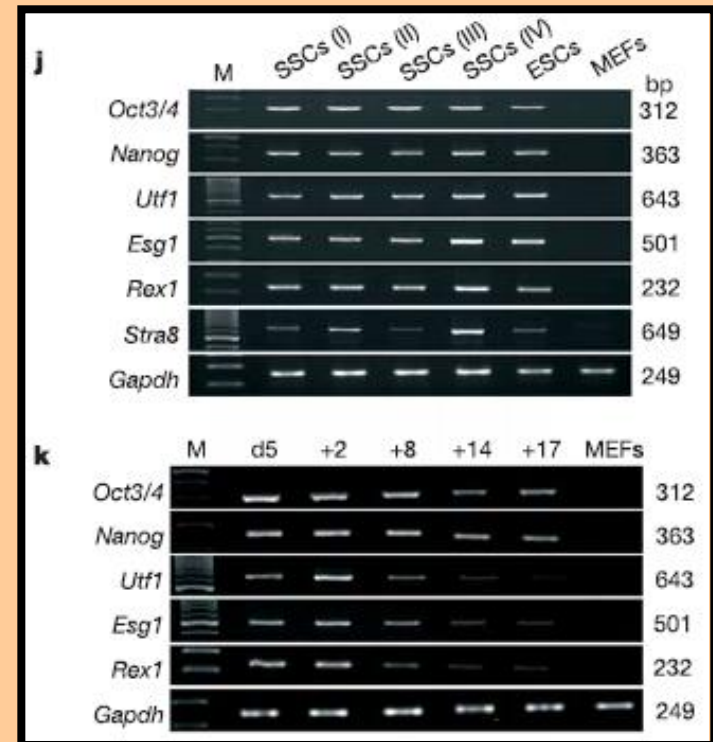 j
M SSCs (I) SSCs (II) SSCs (III) SSCs (IV) ESCs MEFs
bp
Oct3/4 312
Nanog 363
Utf1 643
Esg1 501
Rex1 232
Stra8 649
Gapdh 249
k
M d5 +2 +8 +14 +17 MEFs
Oct3/4 312
Nanog 363
Utf1 643
Esg1 501
Rex1 232
Gapdh 249